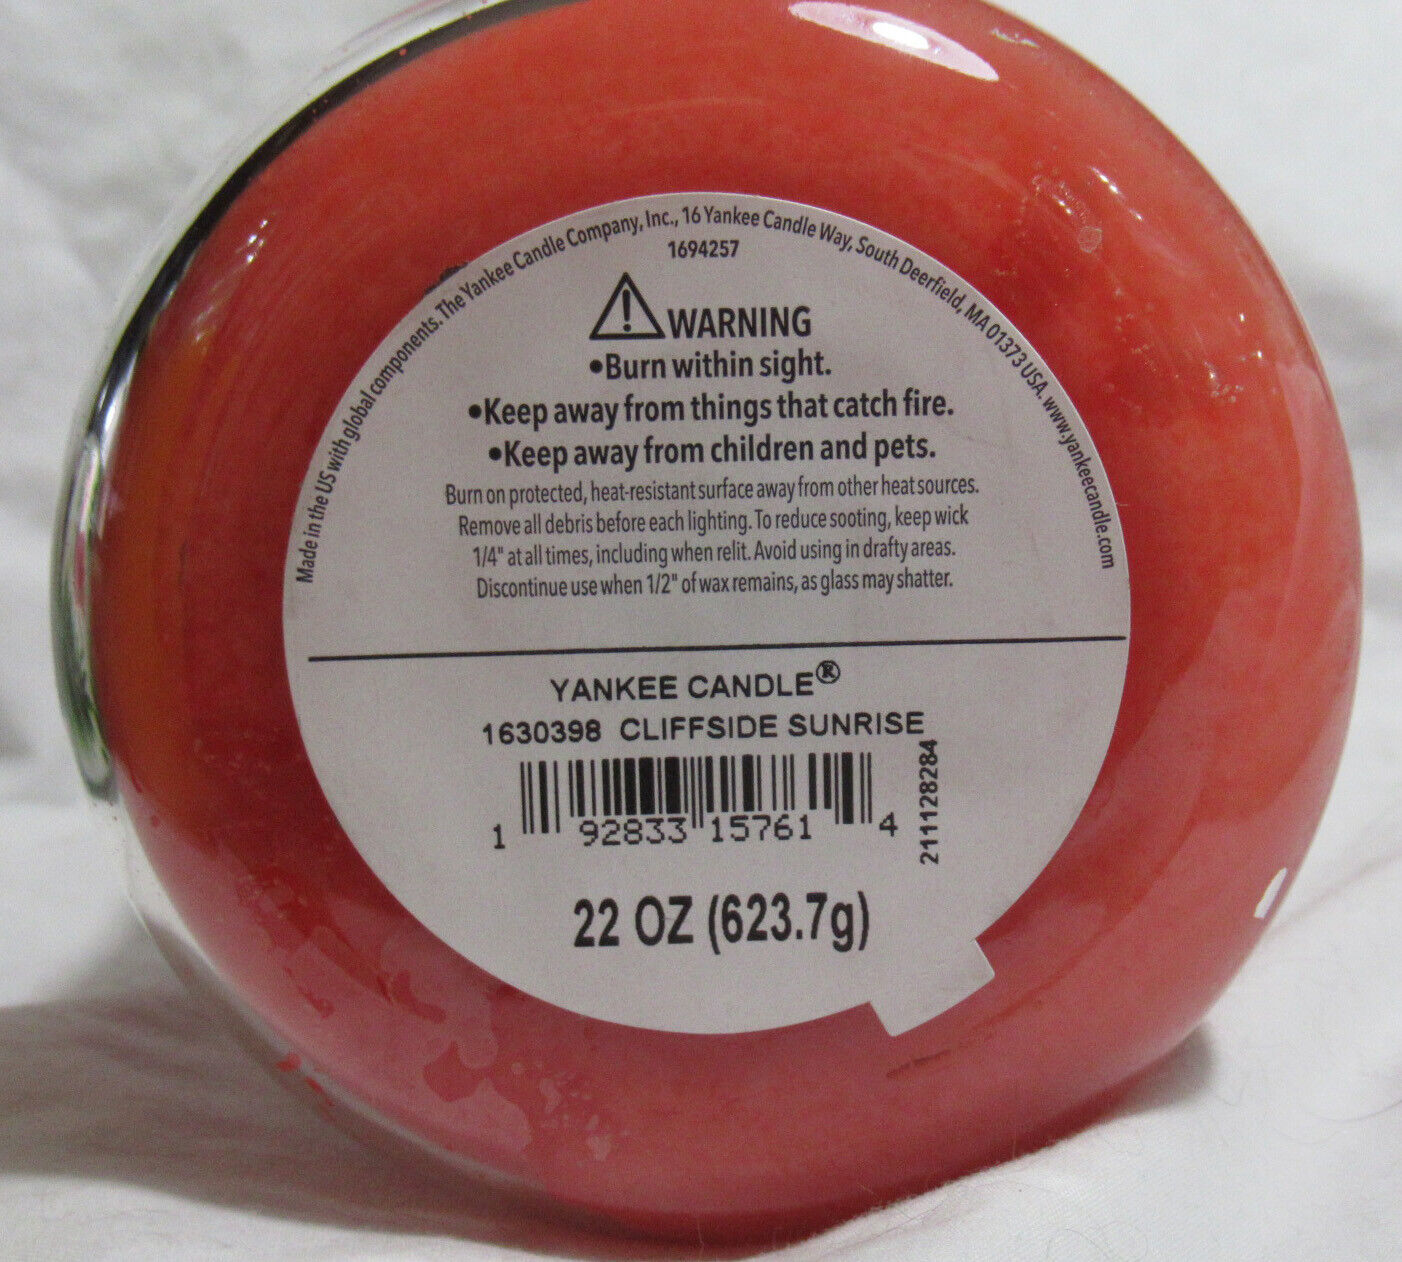 Made in the US with global components. The Yankee Candle Company, Inc., 16 Yankee Candle Way, South Deerfield, MA 01373 USA. www.yankeecandle.com
1694257
WARNING
•Burn within sight.
•Keep away from things that catch fire.
•Keep away from children and pets.
Burn on protected, heat-resistant surface away from other heat sources.
Remove all debris before each lighting. To reduce sooting, keep wick
1/4" at all times, including when relit. Avoid using in drafty areas.
Discontinue use when 1/2" of wax remains, as glass may shatter.
YANKEE CANDLE®
1630398 CLIFFSIDE SUNRISE
1 92833 15761 4
211128284
22 OZ (623.7g)